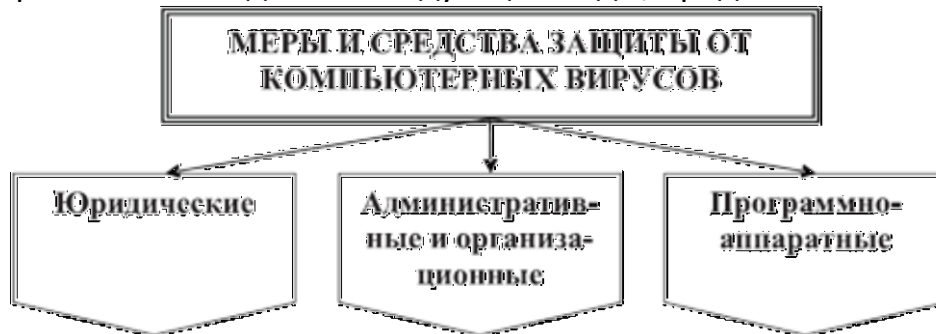 МЕРЫ И СРЕДСТВА ЗАЩИТЫ ОТ
КОМПЬЮТЕРНЫХ ВИРУСОВ
Юридические
Административ-
ные и организа-
ционные
Программно-
аппаратные